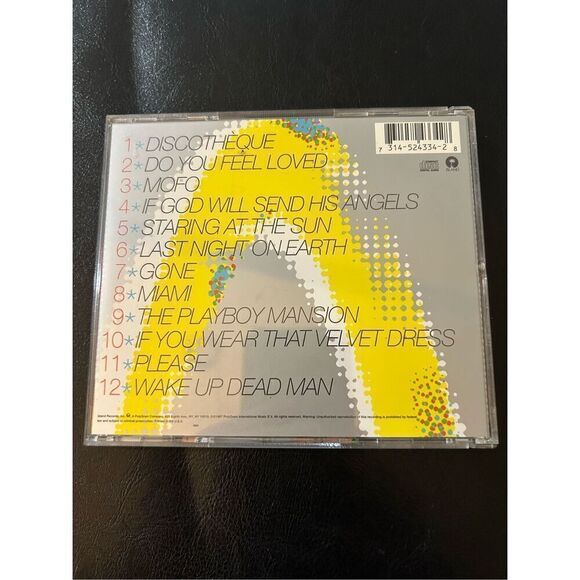 1*DISCOTHÈQUE
2*DO YOU FEEL LOVED
3*MOFO
4*IF GOD WILL SEND HIS ANGELS
5*STARING AT THE SUN
6*LAST NIGHT ON EARTH
7*GONE
8*MIAMI
9*THE PLAYBOY MANSION
10*IF YOU WEAR THAT VELVET DRESS
11*PLEASE
12*WAKE UP DEAD MAN
7 314-524334-2 8
ISLAND